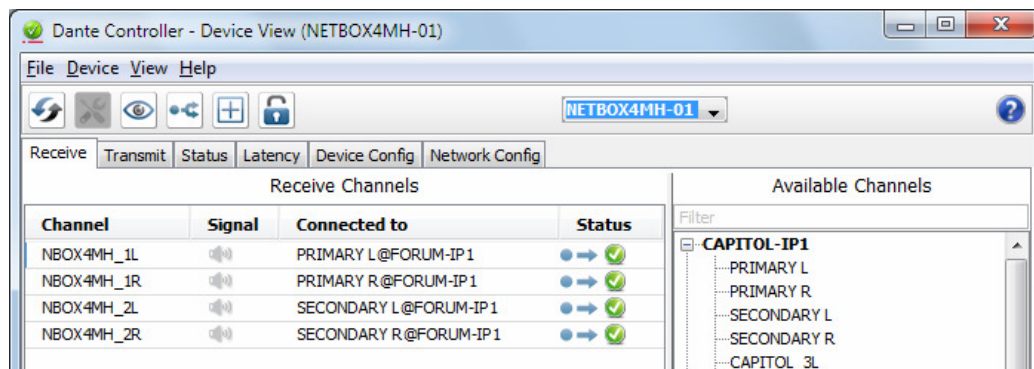 Dante Controller - Device View (NETBOX4MH-01)
File Device View Help
NETBOX4MH-01
?
Receive Transmit Status Latency Device Config Network Config
Receive Channels
Available Channels
Channel Signal Connected to Status
Filter
NBOX4MH_1L PRIMARY L@FORUM-IP1
NBOX4MH_1R PRIMARY R@FORUM-IP1
NBOX4MH_2L SECONDARY L@FORUM-IP1
NBOX4MH_2R SECONDARY R@FORUM-IP1
CAPITOL-IP1
PRIMARY L
PRIMARY R
SECONDARY L
SECONDARY R
CAPITOL_3L